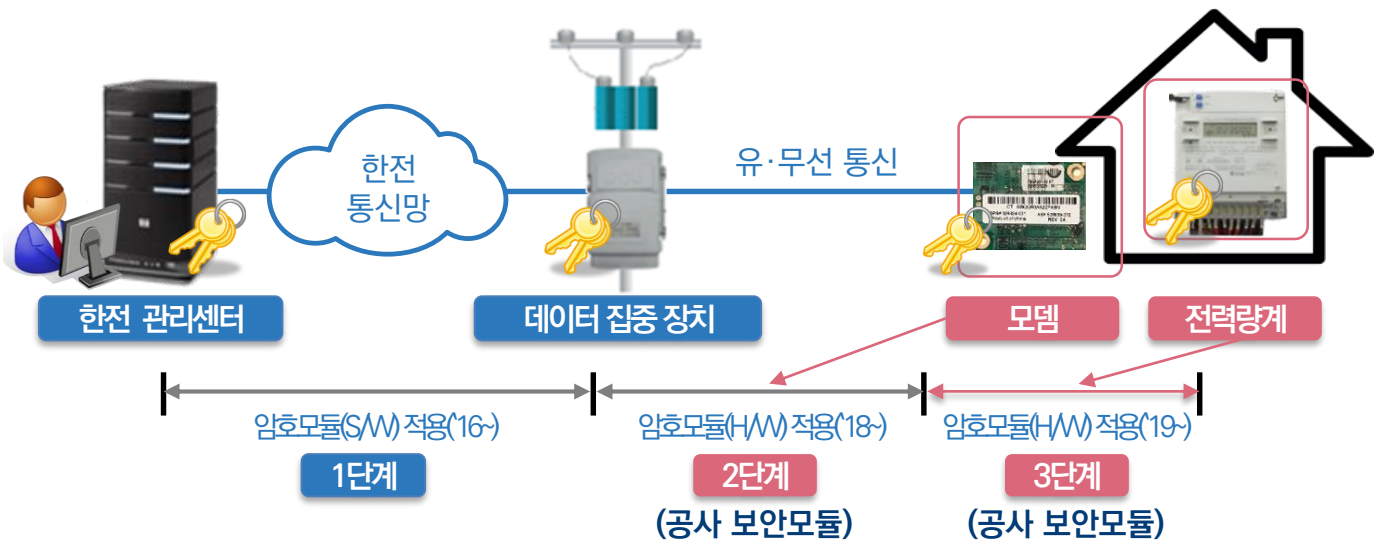 한전
통신망
유·무선 통신
한전 관리센터
데이터 집중 장치
모뎀
전력량계
암호모듈(S/W) 적용('16~)
암호모듈(H/W) 적용('18~)
암호모듈(H/W) 적용('19~)
1단계
2단계
3단계
(공사 보안모듈)
(공사 보안모듈)